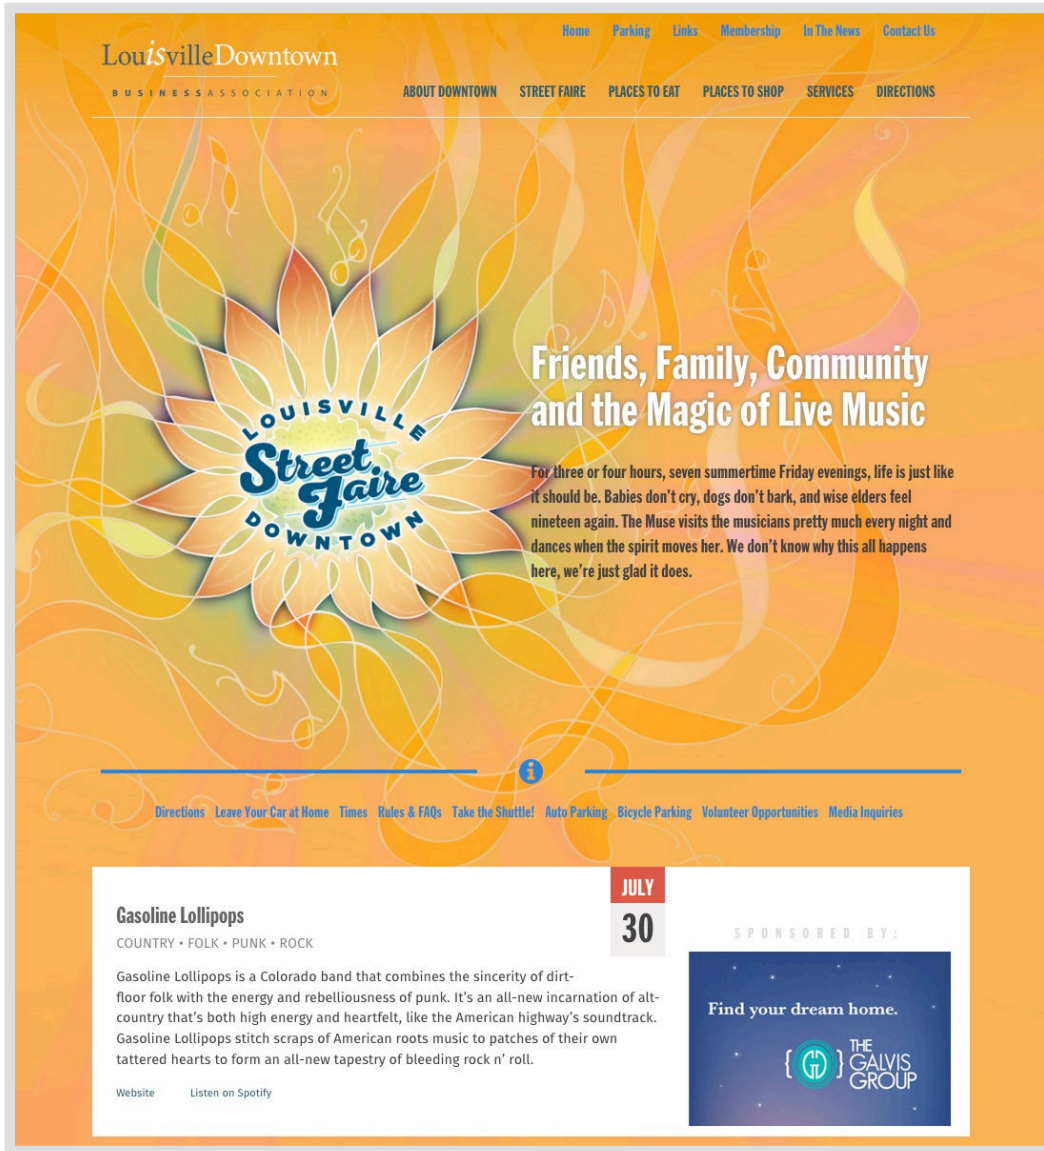 Home Parking Links Membership In The News Contact Us
LouisvilleDowntown
BUSINESSASSOCIATION
ABOUT DOWNTOWN STREET FAIRE PLACES TO EAT PLACES TO SHOP SERVICES DIRECTIONS
LOUISVILLE
Street
Faire
DOWNTOWN
Friends, Family, Community
and the Magic of Live Music
For three or four hours, seven summertime Friday evenings, life is just like
it should be. Babies don't cry, dogs don't bark, and wise elders feel
nineteen again. The Muse visits the musicians pretty much every night and
dances when the spirit moves her. We don't know why this all happens
here, we're just glad it does.
Directions Leave Your Car at Home Times Rules & FAQs Take the Shuttle! Auto Parking Bicycle Parking Volunteer Opportunities Media Inquiries
JULY
30
Gasoline Lollipops
COUNTRY • FOLK • PUNK • ROCK
Gasoline Lollipops is a Colorado band that combines the sincerity of dirt-
floor folk with the energy and rebelliousness of punk. It's an all-new incarnation of alt-
country that's both high energy and heartfelt, like the American highway's soundtrack.
Gasoline Lollipops stitch scraps of American roots music to patches of their own
tattered hearts to form an all-new tapestry of bleeding rock n' roll.
Website Listen on Spotify
SPONSORED BY:
Find your dream home.
{G} THE
GALVIS
GROUP